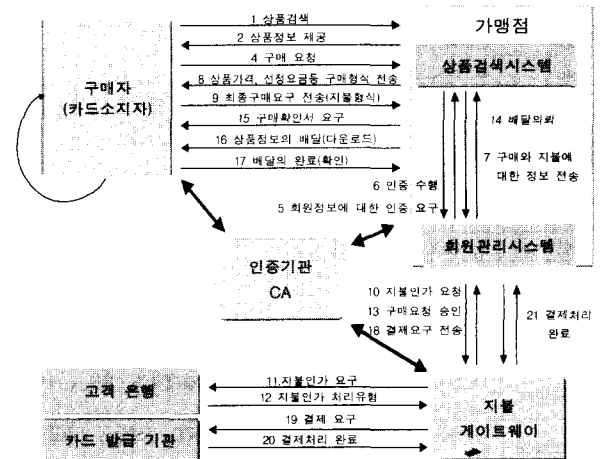 1 상품검색
2 상품정보 제공
4 구매 요청
8 상품가격, 선정요금등 구매형식 전송
9 최종구매요구 전송(지불형식)
15 구매확인서 요구
16 상품정보의 배달(다운로드)
17 배달의 완료(확인)
구매자
(카드소지자)
가맹점
상품검색시스템
14 배달의뢰
7 구매와 지불에
대한 정보 전송
6 인증 수행
5 회원정보에 대한 인증 요구
회원관리시스템
인증기관
CA
10 지불인가 요청
13 구매요청 승인
18 결제요구 전송
21 결제처리
완료
11 지불인가 요구
12 지불인가 처리유형
19 결제 요구
20 결제처리 완료
고객 은행
카드 발급 기관
지불
게이트웨이